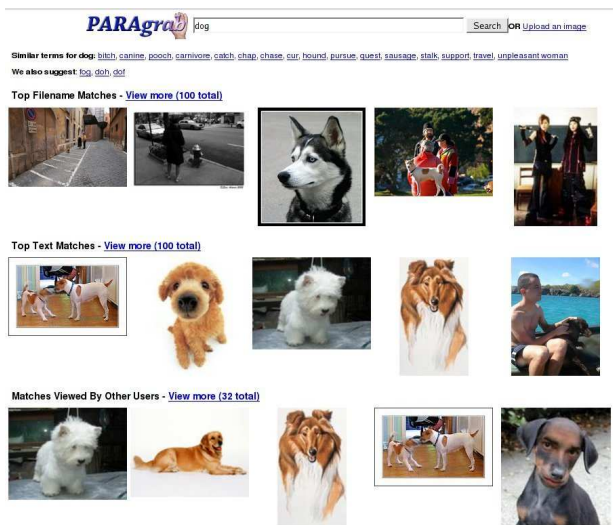 PARAgrab dog Search OR Upload an image
Similar terms for dog: bitch, canine, pooch, carnivore, catch, chap, chase, cur, hound, pursue, quest, sausage, stalk, support, travel, unpleasant woman
We also suggest: fog, doh, dof
Top Filename Matches - View more (100 total)
Top Text Matches - View more (100 total)
Matches Viewed By Other Users - View more (32 total)